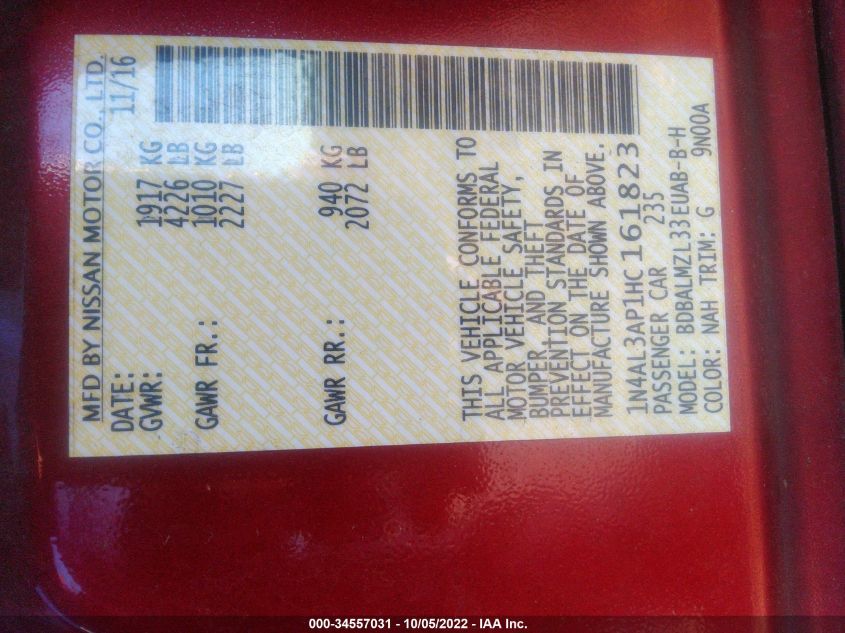 MFD BY NISSAN MOTOR CO., LTD.
DATE: 11/16
GVWR: 1917 KG
4226 LB
GAWR FR.: 1010 KG
2227 LB
GAWR RR.: 940 KG
2072 LB
THIS VEHICLE CONFORMS TO
ALL APPLICABLE FEDERAL
MOTOR VEHICLE SAFETY,
BUMPER AND THEFT
PREVENTION STANDARDS IN
EFFECT ON THE DATE OF
MANUFACTURE SHOWN ABOVE.
1N4AL3AP1HC161823
PASSENGER CAR 235
MODEL: BDBALMZL33EUAB-B-H
COLOR: NAH TRIM: G 9N00A
000-34557031 - 10/05/2022 - IAA Inc.